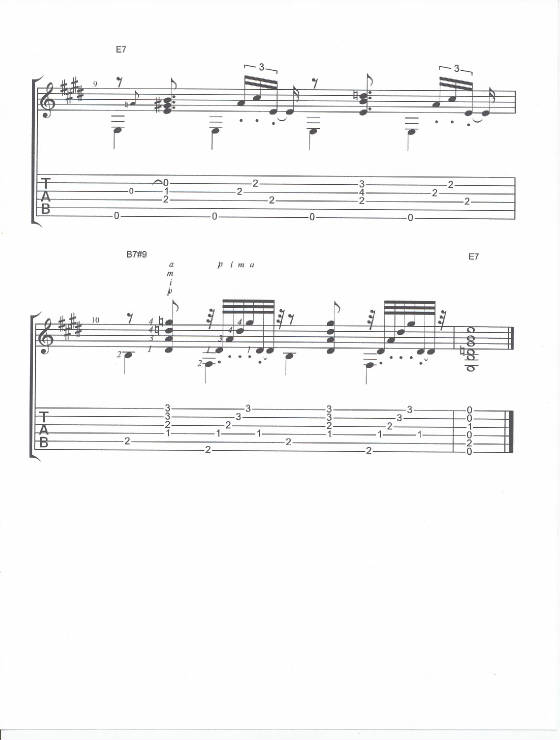 E7
3 3
9
T 0 2 3 2
A 0 1 2 4 2
B 2 2 2 2
0 0 0 0
B7#9 E7
a p i m a
m
i
p
10
4 4
4 4
3 3
1 1 1
2 2
3 3 3 3 0
T 3 3 3 3 0
A 2 2 2 2 1
B 1 1 1 1 1 1 0
2 2 2
2 2 0